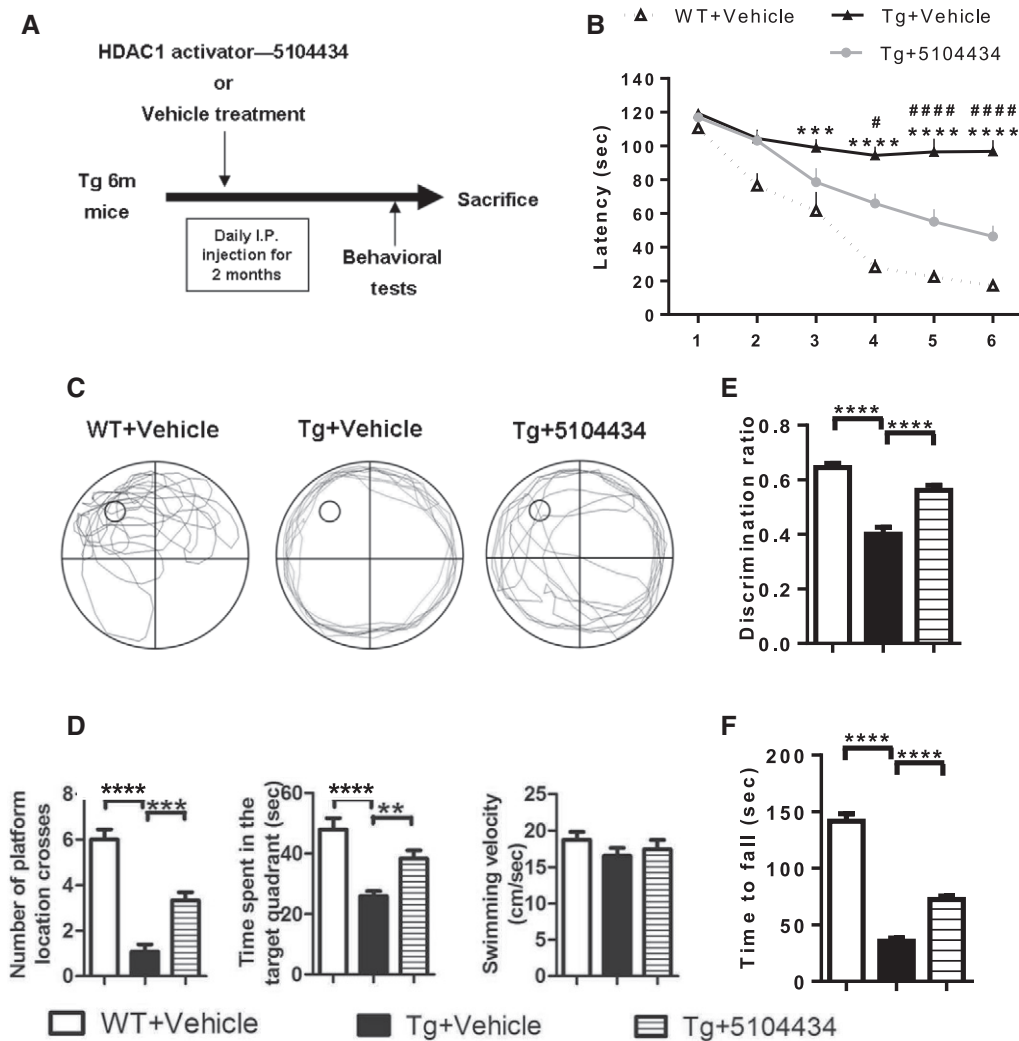 A
HDAC1 activator—5104434
or
Vehicle treatment
Tg 6m
mice
Sacrifice
Daily I.P.
injection for
2 months
Behavioral
tests
B
WT+Vehicle
Tg+Vehicle
Tg+5104434
Latency (sec)
140
120
100
80
60
40
20
0
1 2 3 4 5 6
***
#
****
####
****
####
****
C
WT+Vehicle
Tg+Vehicle
Tg+5104434
E
Discrimination ratio
0.8
0.6
0.4
0.2
0.0
****
****
D
Number of platform
location crosses
8
6
4
2
0
****
***
Time spent in the
target quadrant (sec)
60
40
20
0
****
**
Swimming velocity
(cm/sec)
25
20
15
10
5
0
F
Time to fall (sec)
200
150
100
50
0
****
****
WT+Vehicle
Tg+Vehicle
Tg+5104434